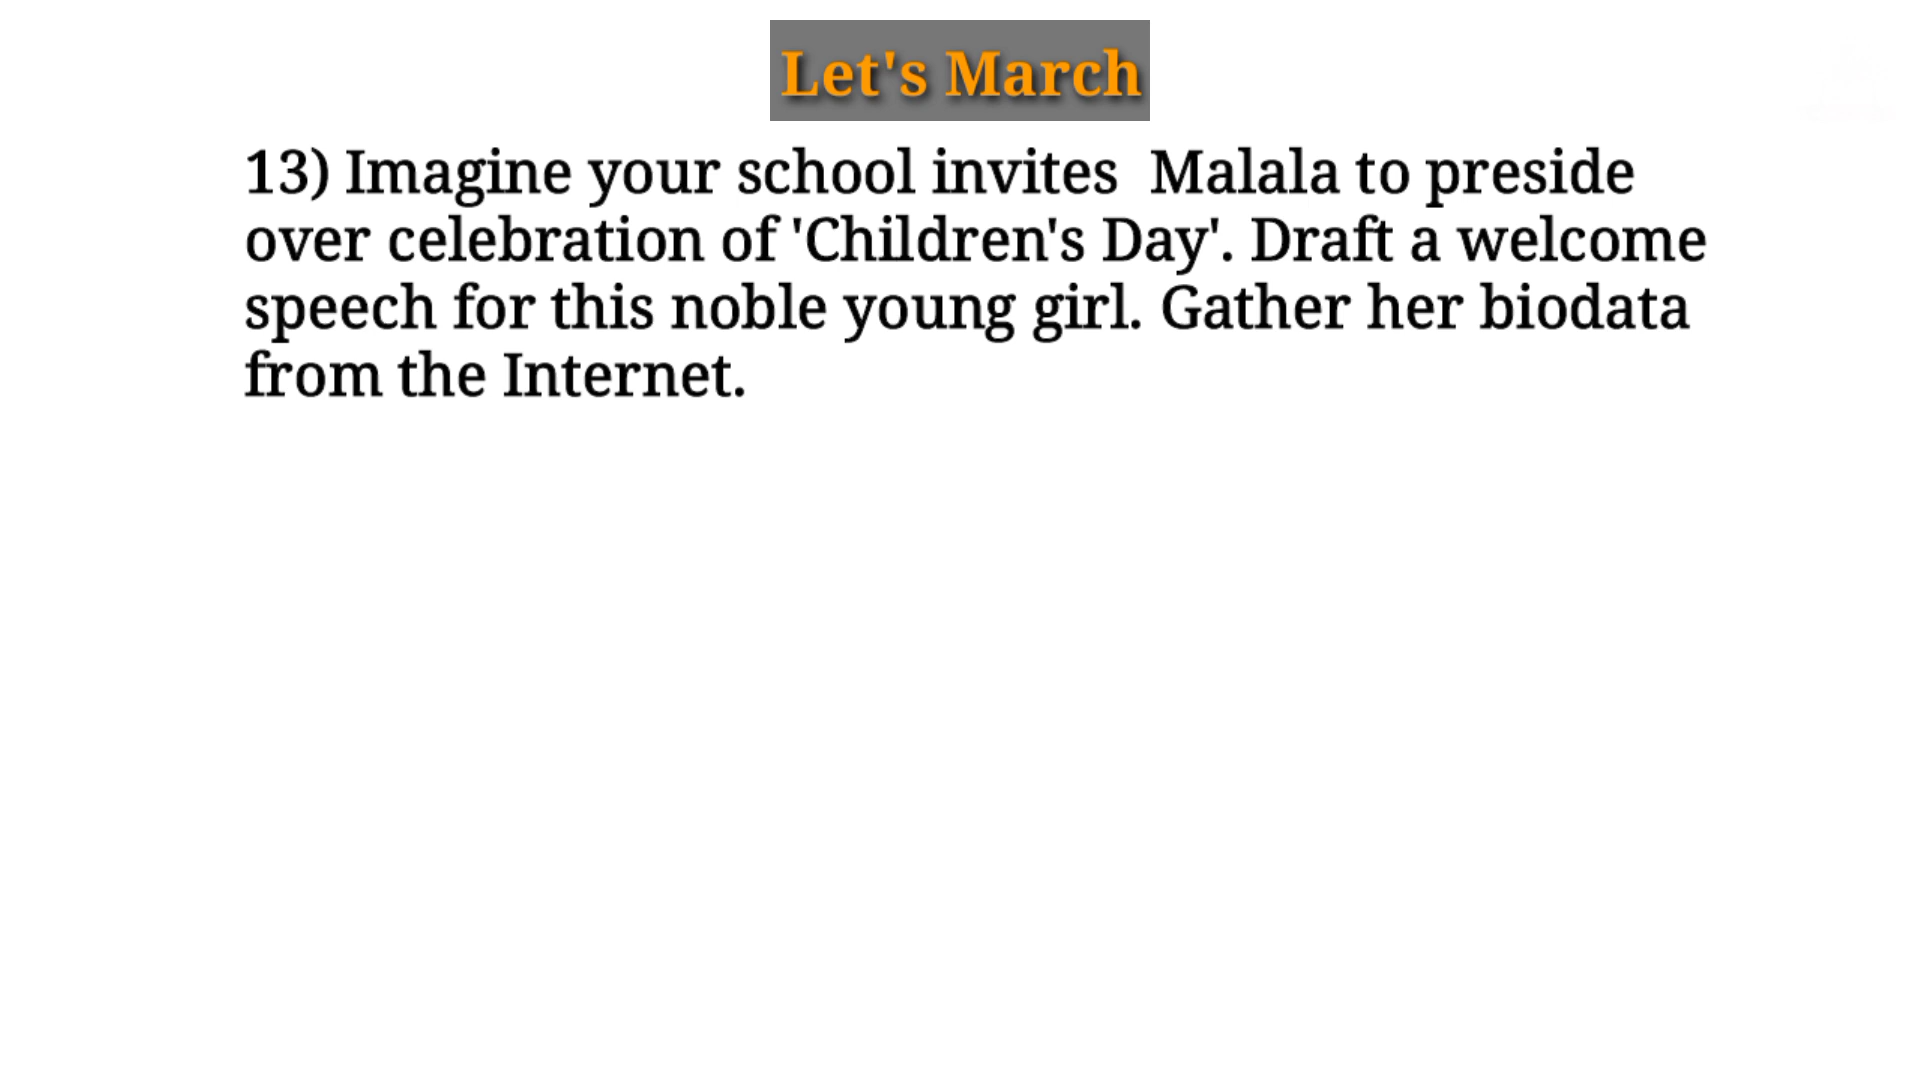 Let's March
13) Imagine your school invites  Malala to preside
over celebration of 'Children's Day'. Draft a welcome
speech for this noble young girl. Gather her biodata
from the Internet.